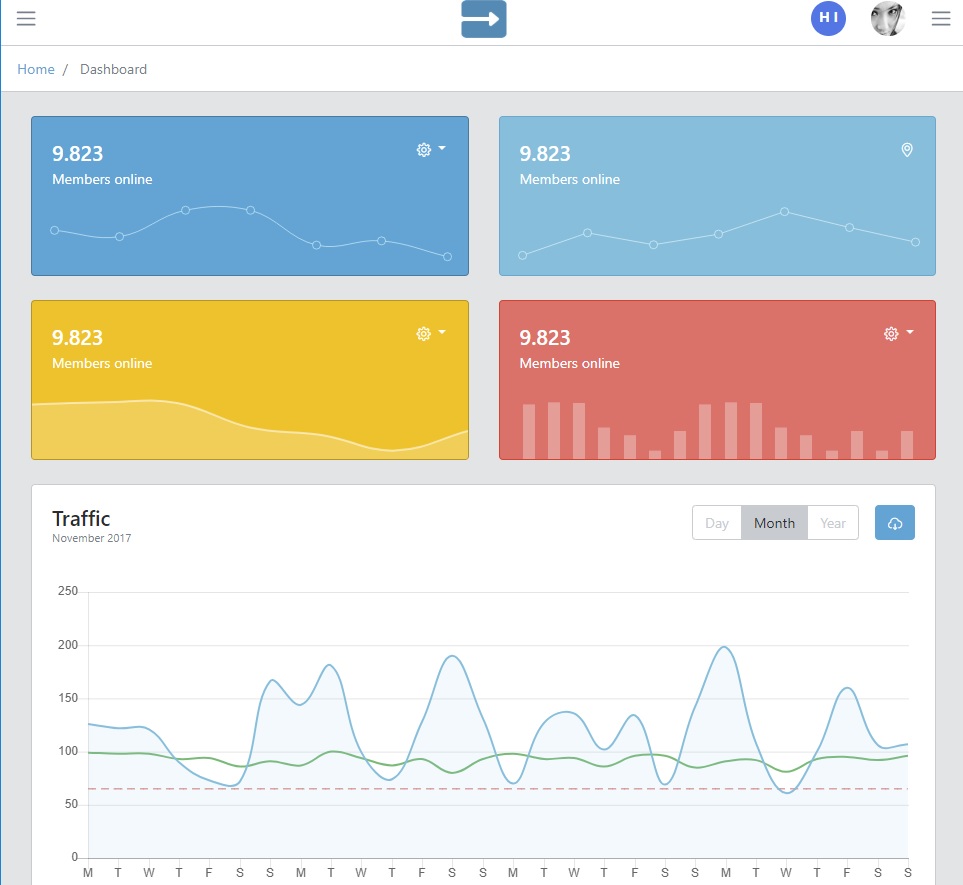 H I
Home / Dashboard
9.823
Members online
9.823
Members online
9.823
Members online
9.823
Members online
Traffic
November 2017
Day Month Year
250
200
150
100
50
0
M T W T F S S M T W T F S S M T W T F S S M T W T F S S